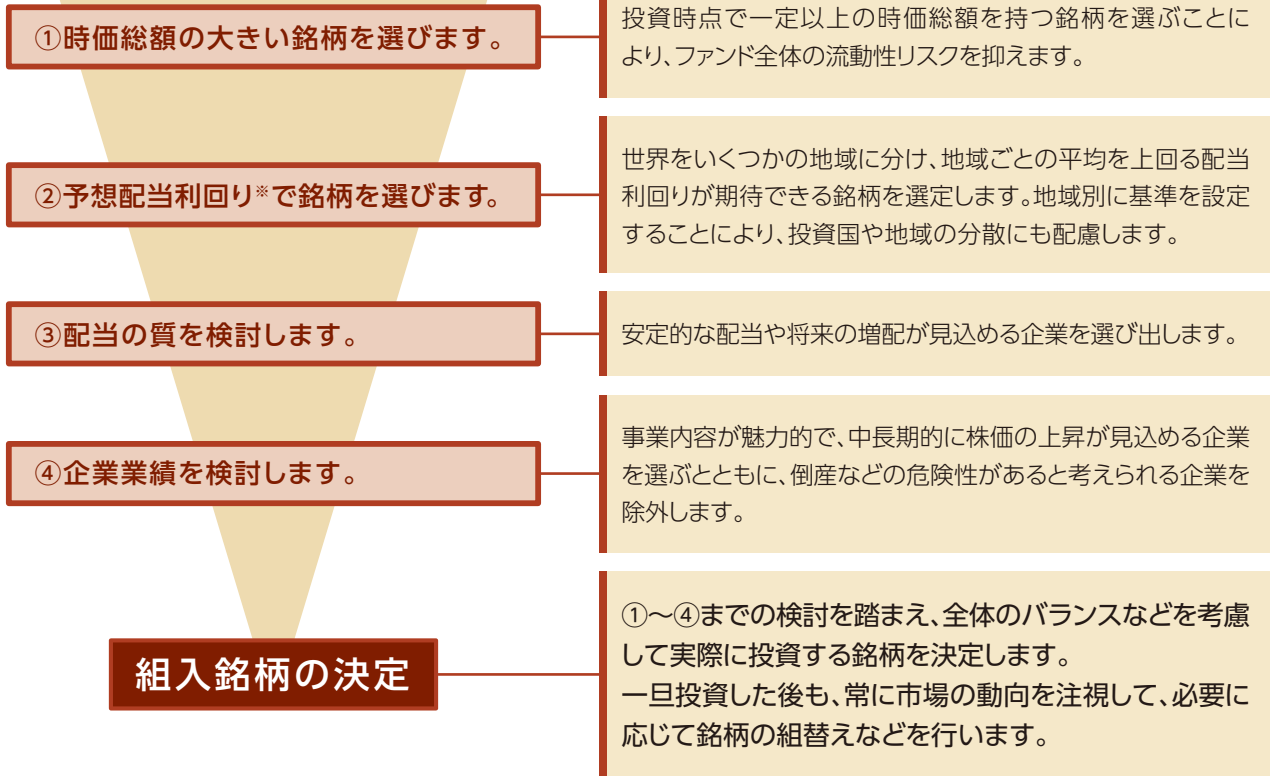 ①時価総額の大きい銘柄を選びます。
投資時点で一定以上の時価総額を持つ銘柄を選ぶことに
より、ファンド全体の流動性リスクを抑えます。
②予想配当利回り※で銘柄を選びます。
世界をいくつかの地域に分け、地域ごとの平均を上回る配当
利回りが期待できる銘柄を選定します。地域別に基準を設定
することにより、投資国や地域の分散にも配慮します。
③配当の質を検討します。
安定的な配当や将来の増配が見込める企業を選び出します。
④企業業績を検討します。
事業内容が魅力的で、中長期的に株価の上昇が見込める企業
を選ぶとともに、倒産などの危険性があると考えられる企業を
除外します。
組入銘柄の決定
①〜④までの検討を踏まえ、全体のバランスなどを考慮
して実際に投資する銘柄を決定します。
一旦投資した後も、常に市場の動向を注視して、必要に
応じて銘柄の組替えなどを行います。